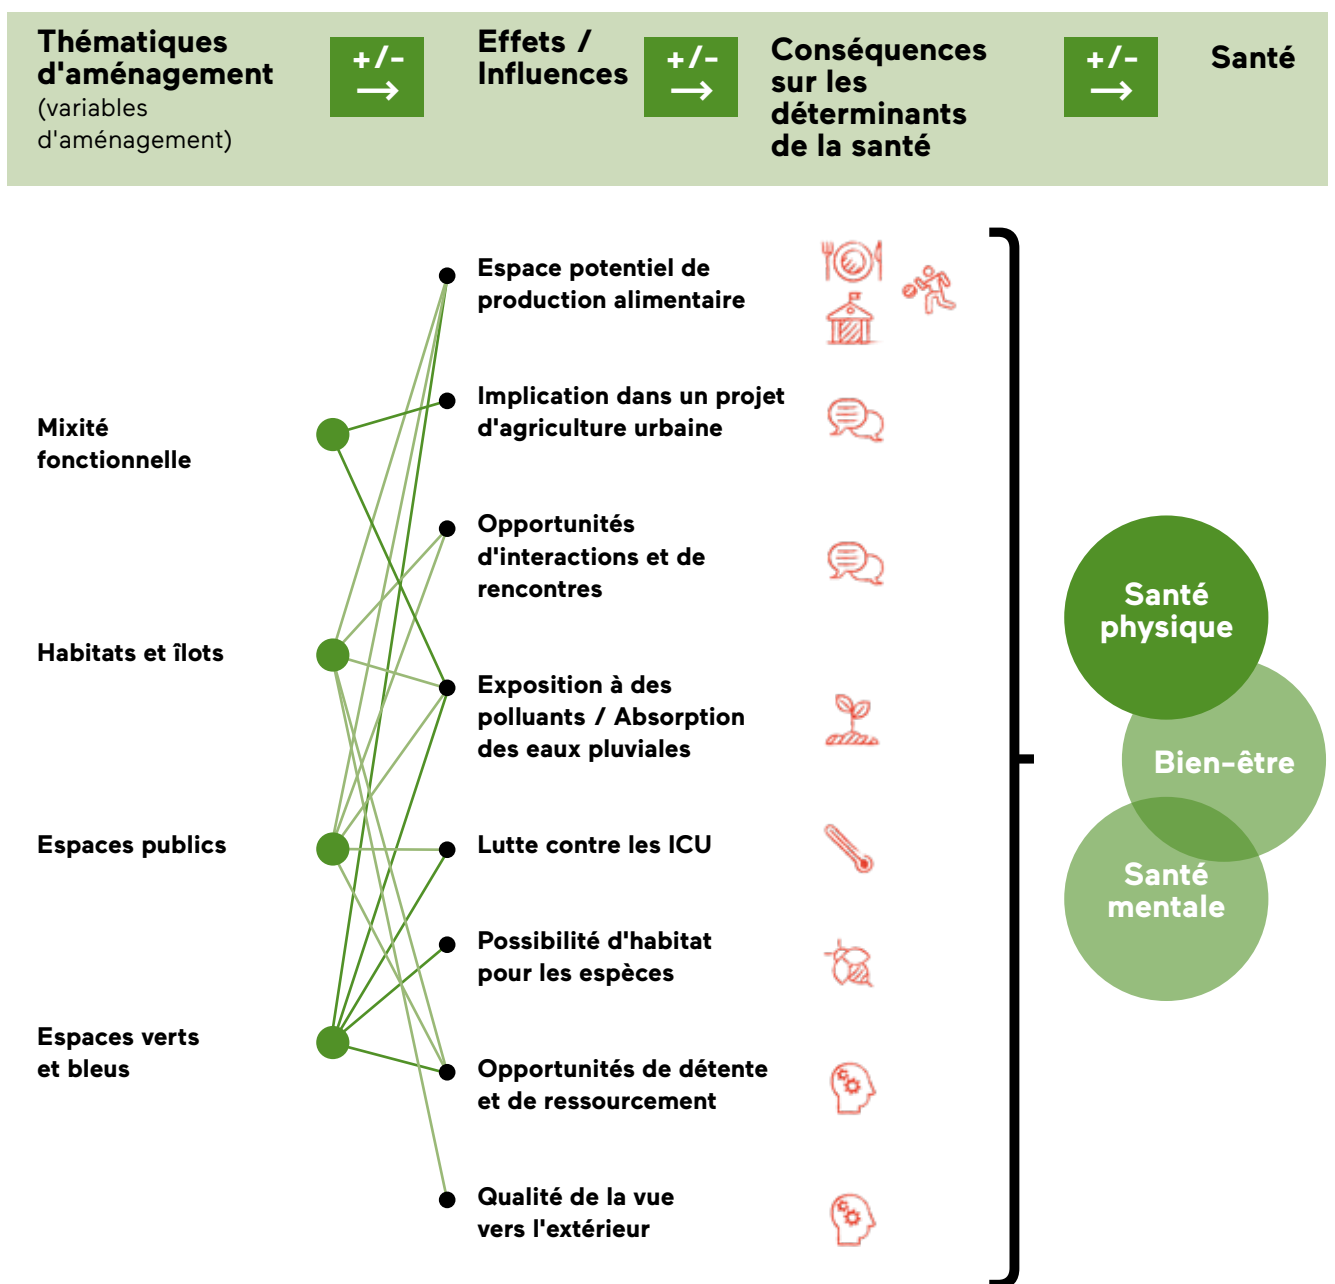 Thématiques
d'aménagement
(variables
d'aménagement)
+/-
→
Effets /
Influences
+/-
→
Conséquences
sur les
déterminants
de la santé
+/-
→
Santé
Mixité
fonctionnelle
Habitats et îlots
Espaces publics
Espaces verts
et bleus
Espace potentiel de
production alimentaire
Implication dans un projet
d'agriculture urbaine
Opportunités
d'interactions et de
rencontres
Exposition à des
polluants / Absorption
des eaux pluviales
Lutte contre les ICU
Possibilité d'habitat
pour les espèces
Opportunités de détente
et de ressourcement
Qualité de la vue
vers l'extérieur
Santé
physique
Bien-être
Santé
mentale